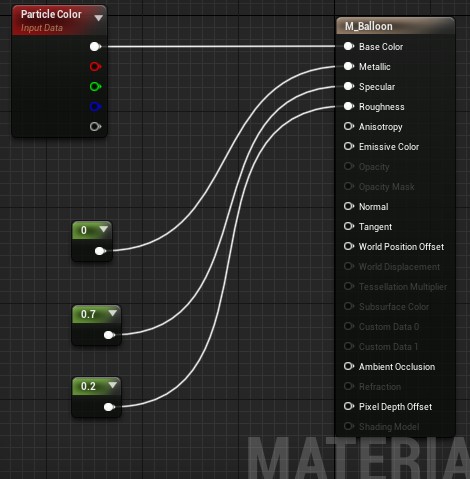 Particle Color
Input Data
0
0.7
0.2
M_Balloon
Base Color
Metallic
Specular
Roughness
Anisotropy
Emissive Color
Opacity
Opacity Mask
Normal
Tangent
World Position Offset
World Displacement
Tessellation Multiplier
Subsurface Color
Custom Data 0
Custom Data 1
Ambient Occlusion
Refraction
Pixel Depth Offset
Shading Model
MATERIA